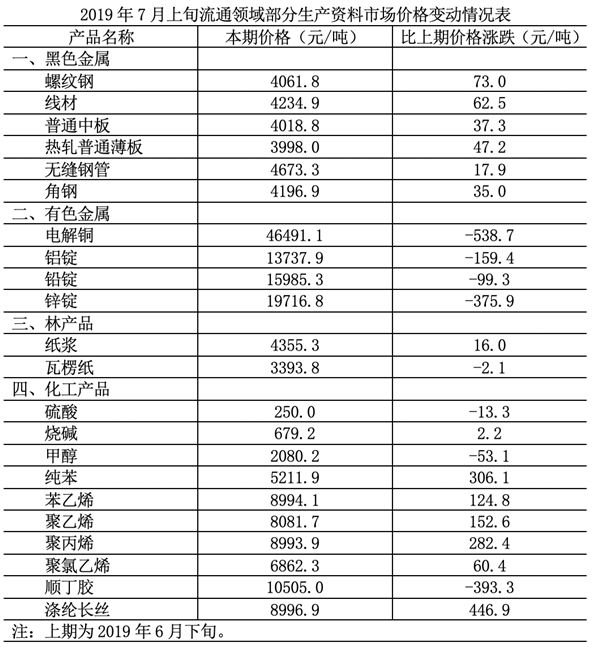 2019 年 7 月上旬流通领域部分生产资料市场价格变动情况表
产品名称 本期价格（元/吨） 比上期价格涨跌（元/吨）
一、黑色金属
螺纹钢 4061.8 73.0
线材 4234.9 62.5
普通中板 4018.8 37.3
热轧普通薄板 3998.0 47.2
无缝钢管 4673.3 17.9
角钢 4196.9 35.0
二、有色金属
电解铜 46491.1 -538.7
铝锭 13737.9 -159.4
铅锭 15985.3 -99.3
锌锭 19716.8 -375.9
三、林产品
纸浆 4355.3 16.0
瓦楞纸 3393.8 -2.1
四、化工产品
硫酸 250.0 -13.3
烧碱 679.2 2.2
甲醇 2080.2 -53.1
纯苯 5211.9 306.1
苯乙烯 8994.1 124.8
聚乙烯 8081.7 152.6
聚丙烯 8993.9 282.4
聚氯乙烯 6862.3 60.4
顺丁胶 10505.0 -393.3
涤纶长丝 8996.9 446.9
注：上期为 2019 年 6 月下旬。